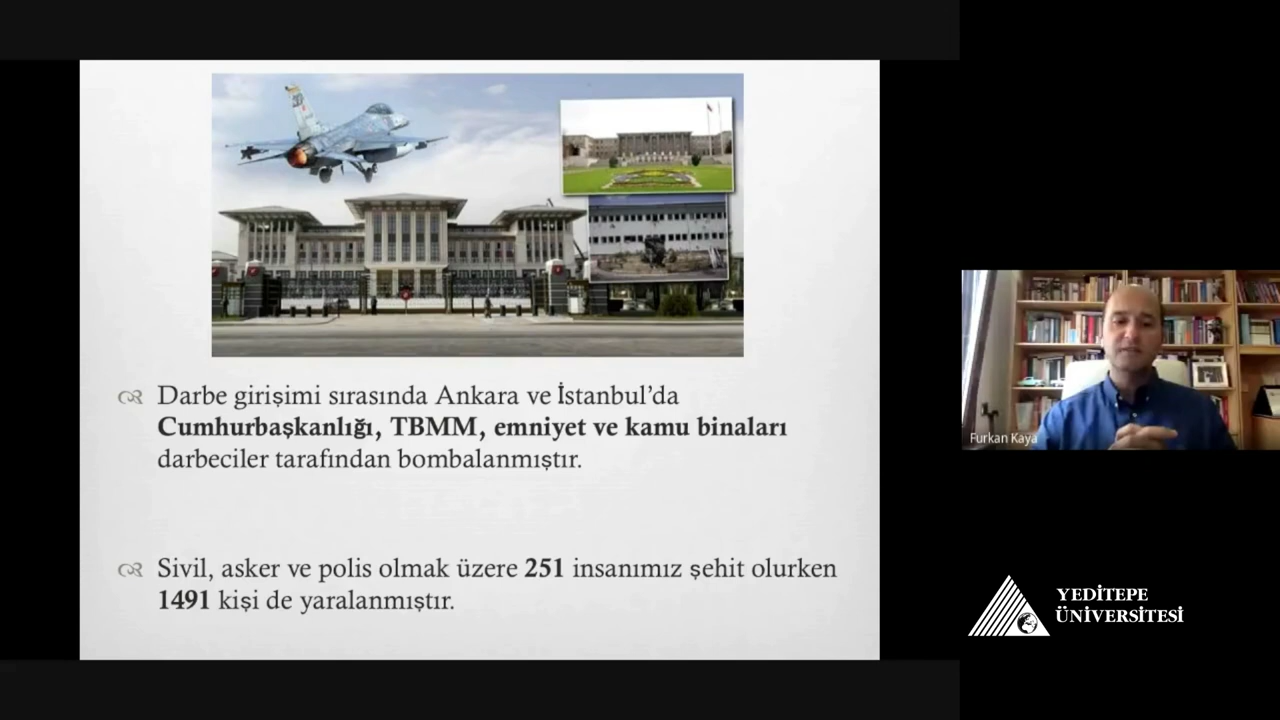 Darbe girişimi sırasında Ankara ve İstanbul’da
Cumhurbaşkanlığı, TBMM, emniyet ve kamu binaları
darbeciler tarafından bombalanmıştır.
Sivil, asker ve polis olmak üzere 251 insanımız şehit olurken
1491 kişi de yaralanmıştır.
Furkan Kaya
YEDİTEPE
ÜNİVERSİTESİ